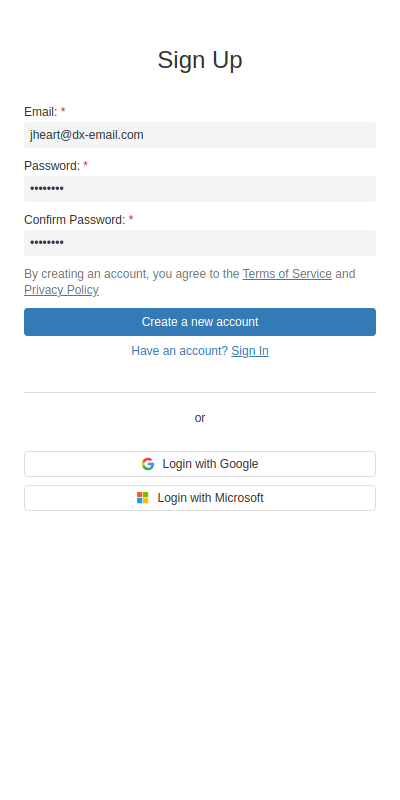 Sign Up
Email: *
jheart@dx-email.com
Password: *
••••••••
Confirm Password: *
••••••••
By creating an account, you agree to the Terms of Service and
Privacy Policy
Create a new account
Have an account? Sign In
or
Login with Google
Login with Microsoft